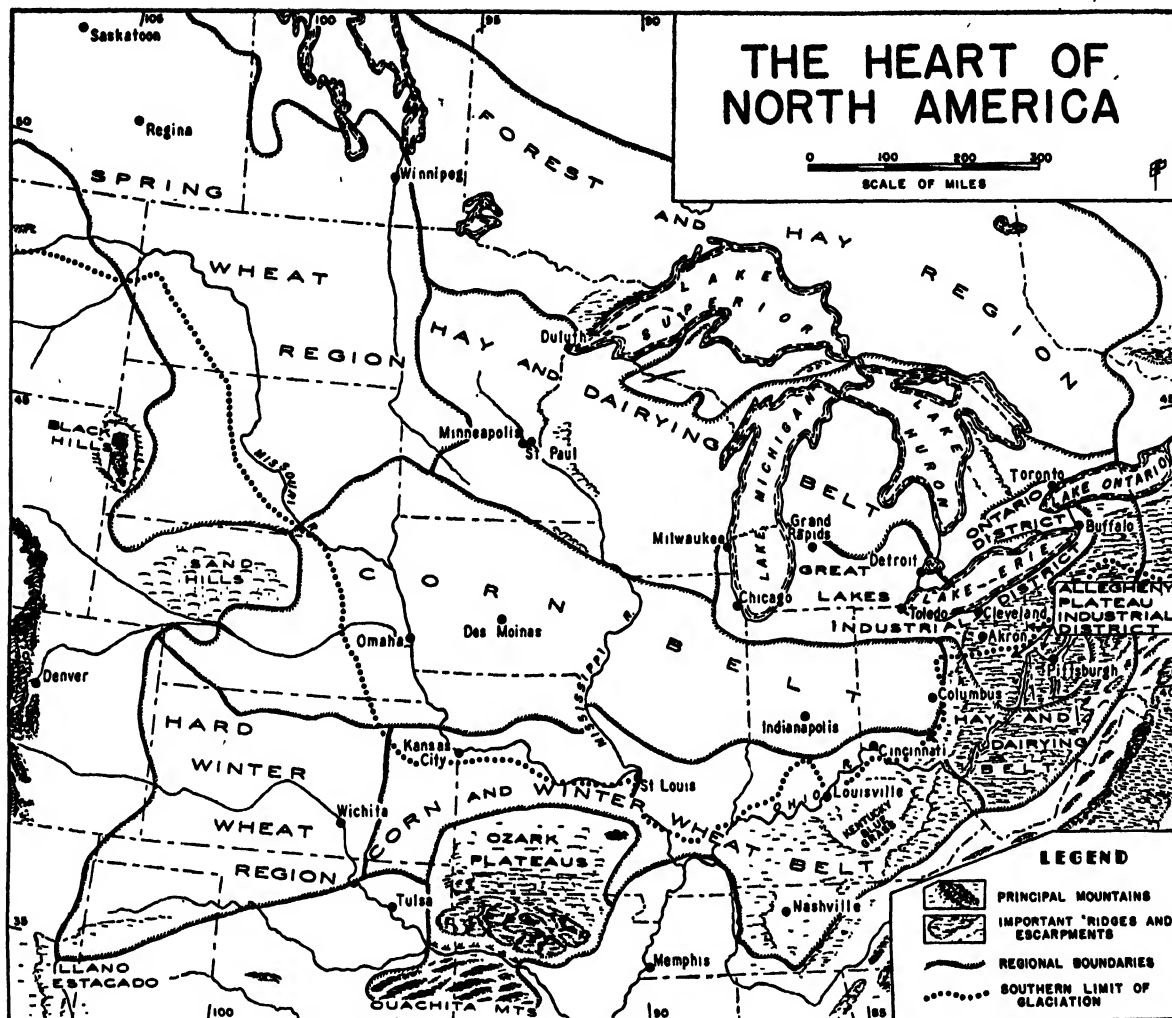 THE HEART OF
NORTH AMERICA
0 100 200 300
SCALE OF MILES
105
100
95
90
Saskatoon
50
Regina
Winnipeg
FOREST
AND HAY
REGION
SPRING
WHEAT
REGION
HAY AND
DAIRYING
BELT
LAKE
SUPERIOR
Duluth
45
45
BLACK
HILLS
Minneapolis
St Paul
MISSOURI R.
LAKE MICHIGAN
LAKE
HURON
Toronto
LAKE ONTARIO
ONTARIO
DISTRICT
Buffalo
Milwaukee
Grand
Rapids
Detroit
GREAT
LAKES
INDUSTRIAL
DISTRICT
LAKE ERIE
Chicago
Toledo
Cleveland
Akron
ALLEGHENY
PLATEAU
INDUSTRIAL
DISTRICT
Pittsburgh
SAND
HILLS
CORN
BELT
Omaha
Des Moinas
MISSISSIPPI R.
Denver
Columbus
Indianapolis
HAY AND
DAIRYING
BEL
Cincinnati
HARD
WINTER
WHEAT
REGION
Kansas
City
St Louis
OHIO R.
Louisville
KENTUCKY
BLUE
GRASS
Wichita
CORN AND WINTER
WHEAT BELT
OZARK
PLATEAUS
Tulsa
Nashville
Memphis
35
ILLANO
ESTACADO
OUACHITA MTS
100
90
85
LEGEND
PRINCIPAL MOUNTAINS
IMPORTANT RIDGES AND
ESCARPMENTS
REGIONAL BOUNDARIES
SOUTHERN LIMIT OF
GLACIATION